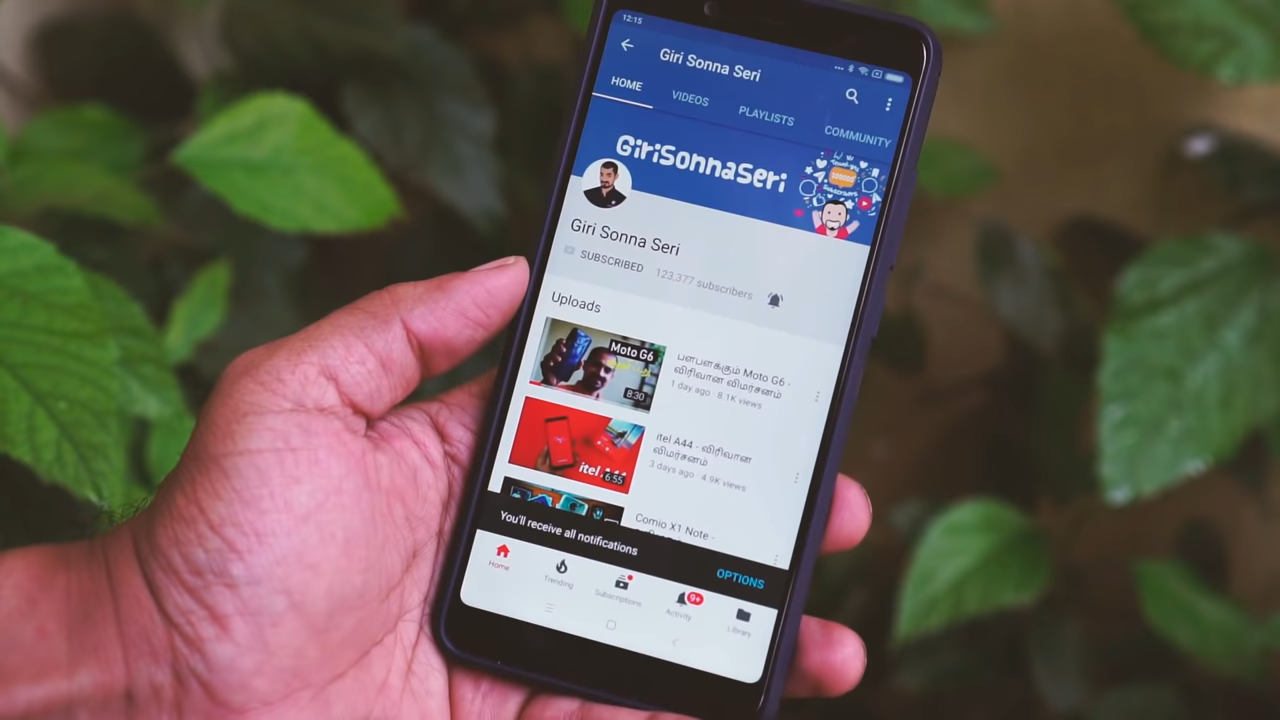 12:15
Giri Sonna Seri
HOME VIDEOS PLAYLISTS COMMUNITY
GiriSonnaSeri
Giri Sonna Seri
SUBSCRIBED 123,377 subscribers
Uploads
Moto G6
8:30
பளபளக்கும் Moto G6 -
விரிவான விமர்சனம்
1 day ago · 8.1K views
itel A44
6:55
itel A44 - விரிவான
விமர்சனம்
3 days ago · 4.9K views
Comio X1 Note -
You'll receive all notifications
OPTIONS
9+
Home Trending Subscriptions Activity Library